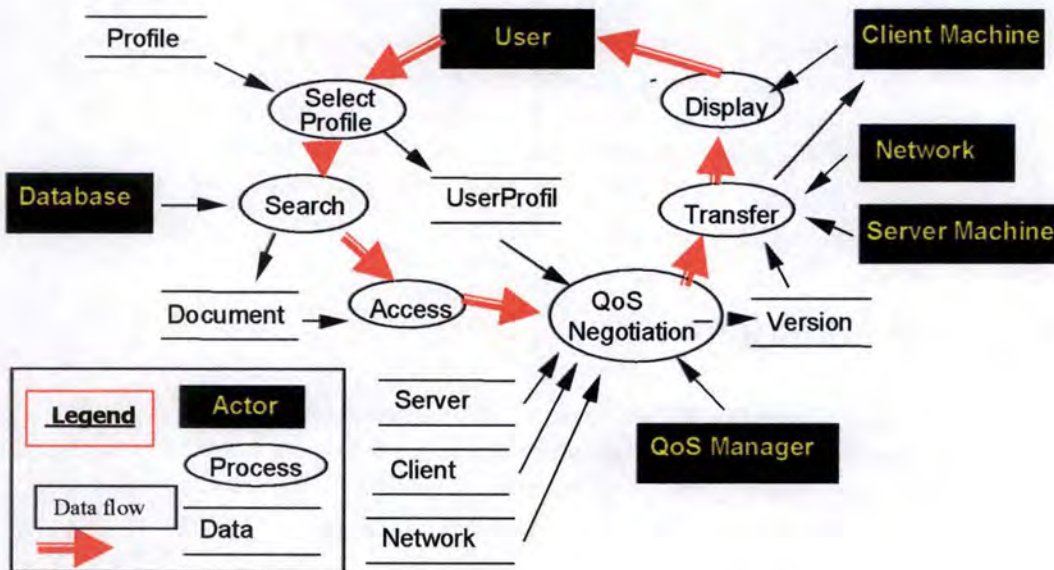 Profile
User
Client Machine
Select
Profile
Display
Network
Database
Search
UserProfil
Transfer
Server Machine
Document
Access
QoS
Negotiation
Version
Legend
Actor
Server
QoS Manager
Process
Client
Data flow
Data
Network